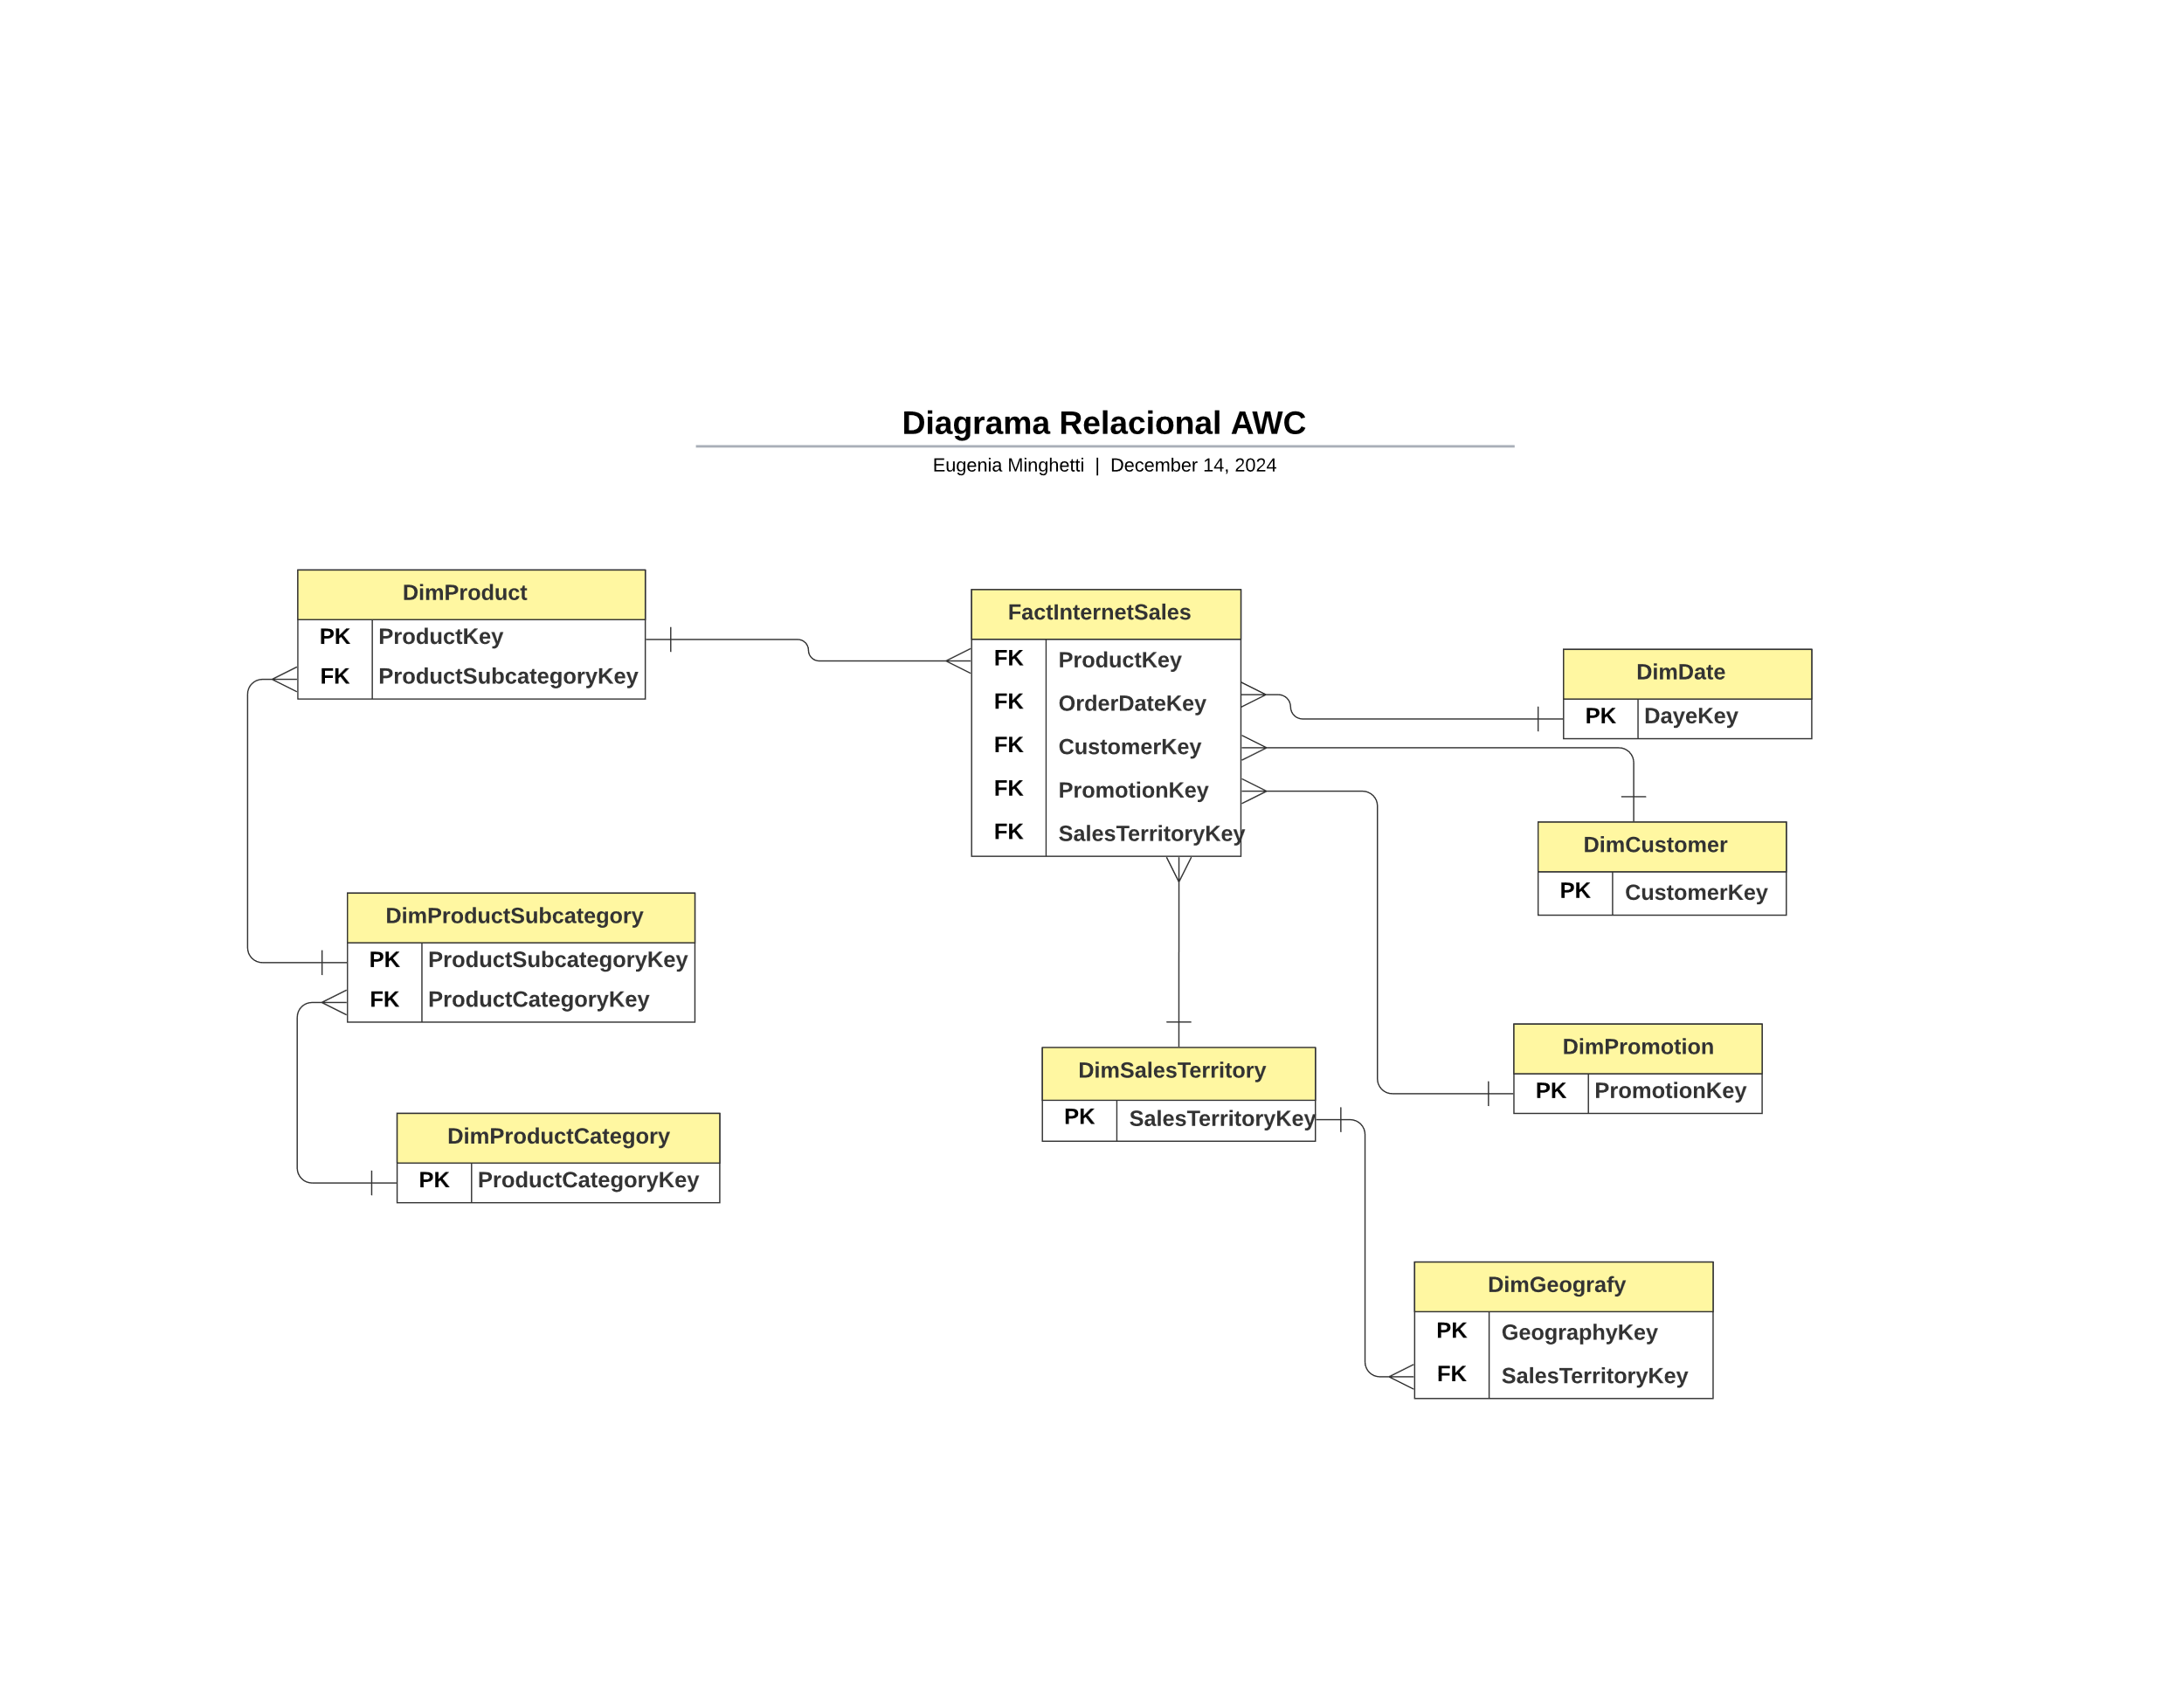 Diagrama Relacional AWC
Eugenia Minghetti | December 14, 2024
DimProduct
PK ProductKey
FK ProductSubcategoryKey
FactInternetSales
FK ProductKey
FK OrderDateKey
FK CustomerKey
FK PromotionKey
FK SalesTerritoryKey
DimDate
PK DayeKey
DimCustomer
PK CustomerKey
DimProductSubcategory
PK ProductSubcategoryKey
FK ProductCategoryKey
DimPromotion
PK PromotionKey
DimSalesTerritory
PK SalesTerritoryKey
DimProductCategory
PK ProductCategoryKey
DimGeografy
PK GeographyKey
FK SalesTerritoryKey